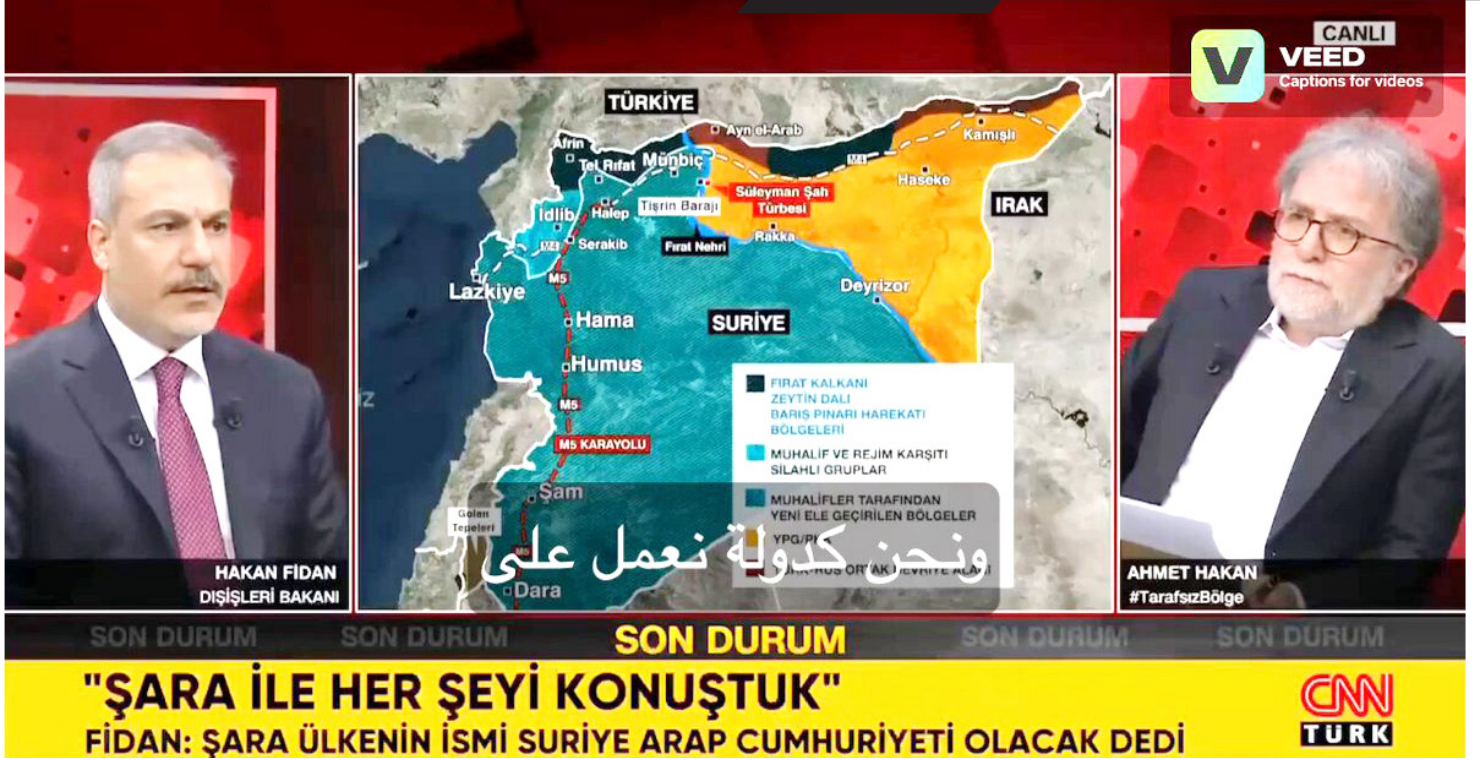 CANLI
VEED
Captions for videos
TÜRKİYE
Ayn el-Arab
Kamışlı
Afrin
Tel Rıfat
Münbiç
M4
Haseke
Süleyman Şah
Türbesi
IRAK
Tişrin Barajı
İdlib
Halep
Rakka
Fırat Nehri
M4
Serakib
M5
Lazkiye
Deyrizor
Hama
SURİYE
Humus
FIRAT KALKANI
ZEYTİN DALI
BARIŞ PINARI HAREKATI
BÖLGELERİ
M5
M5 KARAYOLU
MUHALİF VE REJİM KARŞITI
SİLAHLI GRUPLAR
Şam
MUHALİFLER TARAFINDAN
YENİ ELE GEÇİRİLEN BÖLGELER
Golan
Tepeleri
ونحن كدولة نعمل على
M5
Dara
HAKAN FİDAN
DIŞİŞLERİ BAKANI
AHMET HAKAN
#TarafsızBölge
SON DURUM
SON DURUM
SON DURUM
SON DURUM
SON DURUM
"ŞARA İLE HER ŞEYİ KONUŞTUK"
FİDAN: ŞARA ÜLKENİN İSMİ SURİYE ARAP CUMHURİYETİ OLACAK DEDİ
CNN
TÜRK